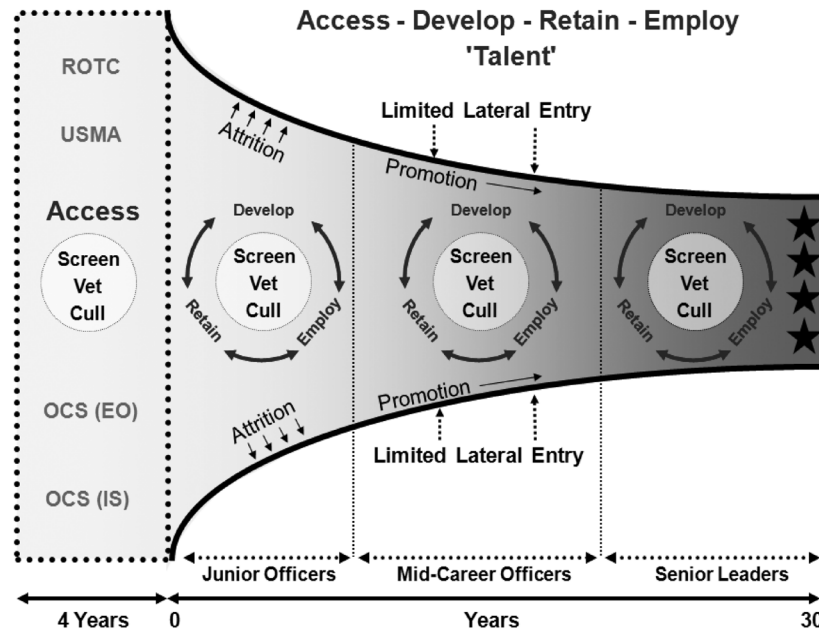 Access - Develop - Retain - Employ
'Talent'
ROTC
USMA
Access
Screen
Vet
Cull
OCS (EO)
OCS (IS)
Attrition
Develop
Screen
Vet
Cull
Retain
Employ
Attrition
Limited Lateral Entry
Promotion
Develop
Screen
Vet
Cull
Retain
Employ
Promotion
Limited Lateral Entry
Develop
Screen
Vet
Cull
Retain
Employ
Junior Officers
Mid-Career Officers
Senior Leaders
4 Years
0
Years
30